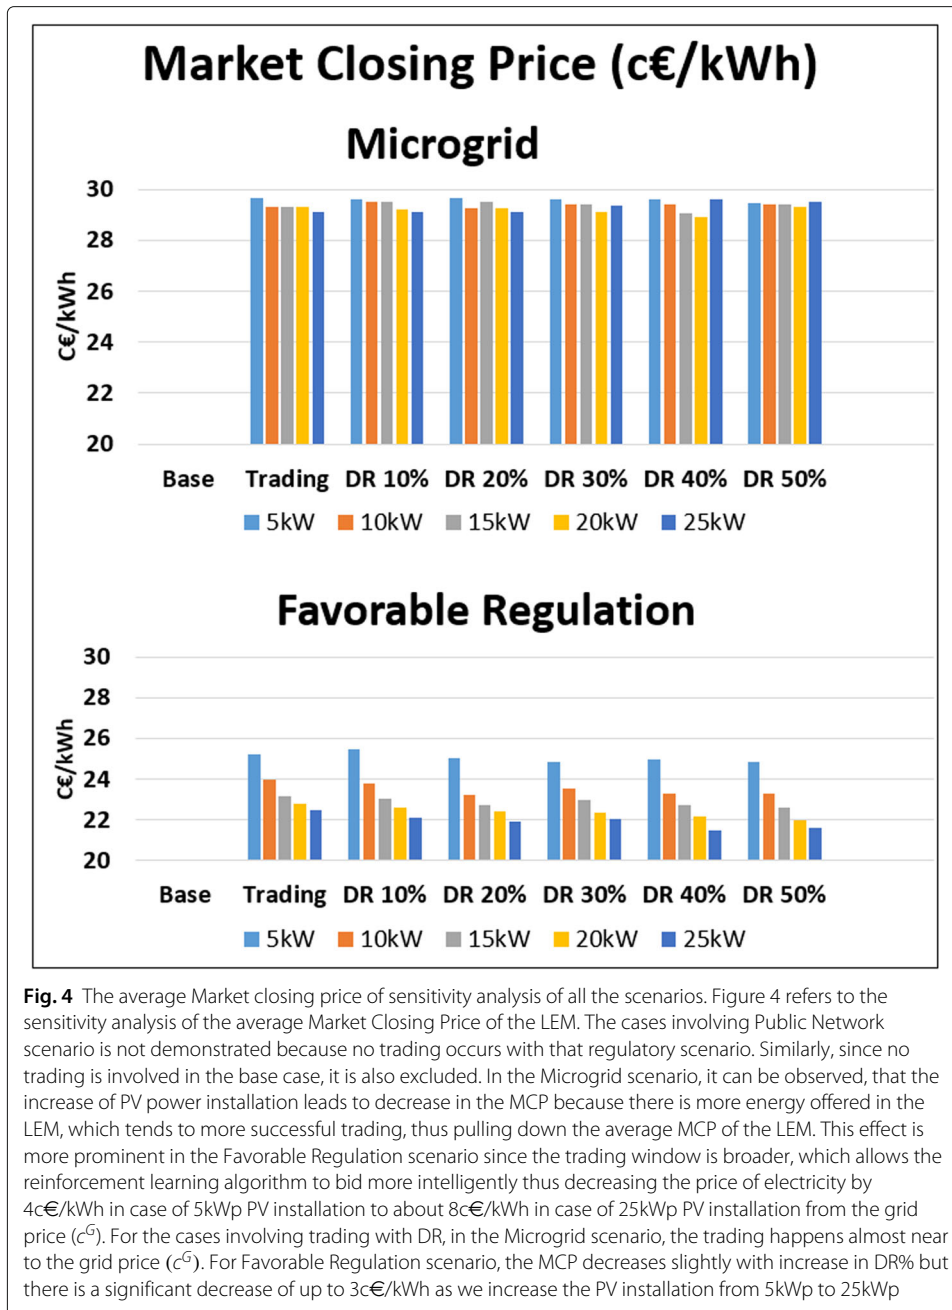 Market Closing Price (c€/kWh)
Microgrid
30
28
26
24
22
20
C€/kWh
Base Trading DR 10% DR 20% DR 30% DR 40% DR 50%
5kW 10kW 15kW 20kW 25kW
Favorable Regulation
30
28
26
24
22
20
C€/kWh
Base Trading DR 10% DR 20% DR 30% DR 40% DR 50%
5kW 10kW 15kW 20kW 25kW
Fig. 4 The average Market closing price of sensitivity analysis of all the scenarios. Figure 4 refers to the
sensitivity analysis of the average Market Closing Price of the LEM. The cases involving Public Network
scenario is not demonstrated because no trading occurs with that regulatory scenario. Similarly, since no
trading is involved in the base case, it is also excluded. In the Microgrid scenario, it can be observed, that the
increase of PV power installation leads to decrease in the MCP because there is more energy offered in the
LEM, which tends to more successful trading, thus pulling down the average MCP of the LEM. This effect is
more prominent in the Favorable Regulation scenario since the trading window is broader, which allows the
reinforcement learning algorithm to bid more intelligently thus decreasing the price of electricity by
4c€/kWh in case of 5kWp PV installation to about 8c€/kWh in case of 25kWp PV installation from the grid
price (c^G). For the cases involving trading with DR, in the Microgrid scenario, the trading happens almost near
to the grid price (c^G). For Favorable Regulation scenario, the MCP decreases slightly with increase in DR% but
there is a significant decrease of up to 3c€/kWh as we increase the PV installation from 5kWp to 25kWp